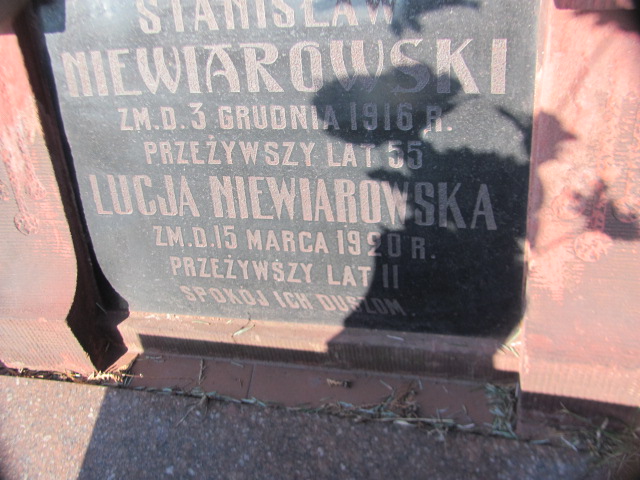 STANISŁAW
NIEWIAROWSKI
ZM.D. 3 GRUDNIA 1916 R.
PRZEŻYWSZY LAT 55
LUCJA NIEWIAROWSKA
ZM.D. 15 MARCA 1920 R.
PRZEŻYWSZY LAT 11
SPOKÓJ ICH DUSZOM